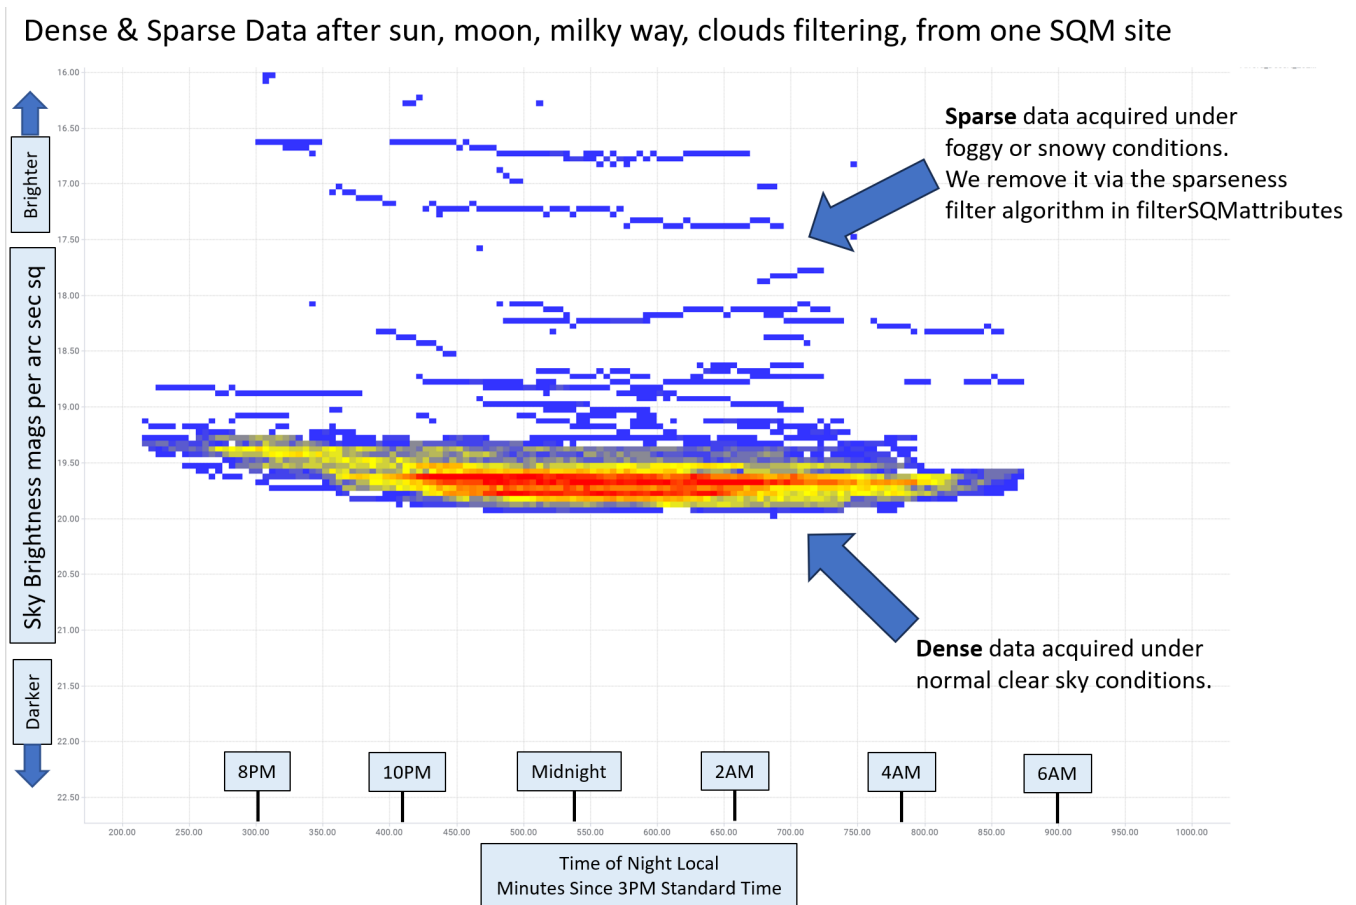 Dense & Sparse Data after sun, moon, milky way, clouds filtering, from one SQM site
Brighter
Sky Brightness mags per arc sec sq
Darker
16.00
16.50
17.00
17.50
18.00
18.50
19.00
19.50
20.00
20.50
21.00
21.50
22.00
22.50
Sparse data acquired under
foggy or snowy conditions.
We remove it via the sparseness
filter algorithm in filterSQMattributes
Dense data acquired under
normal clear sky conditions.
8PM
10PM
Midnight
2AM
4AM
6AM
200.00
250.00
300.00
350.00
400.00
450.00
500.00
550.00
600.00
650.00
700.00
750.00
800.00
850.00
900.00
950.00
1000.00
Time of Night Local
Minutes Since 3PM Standard Time